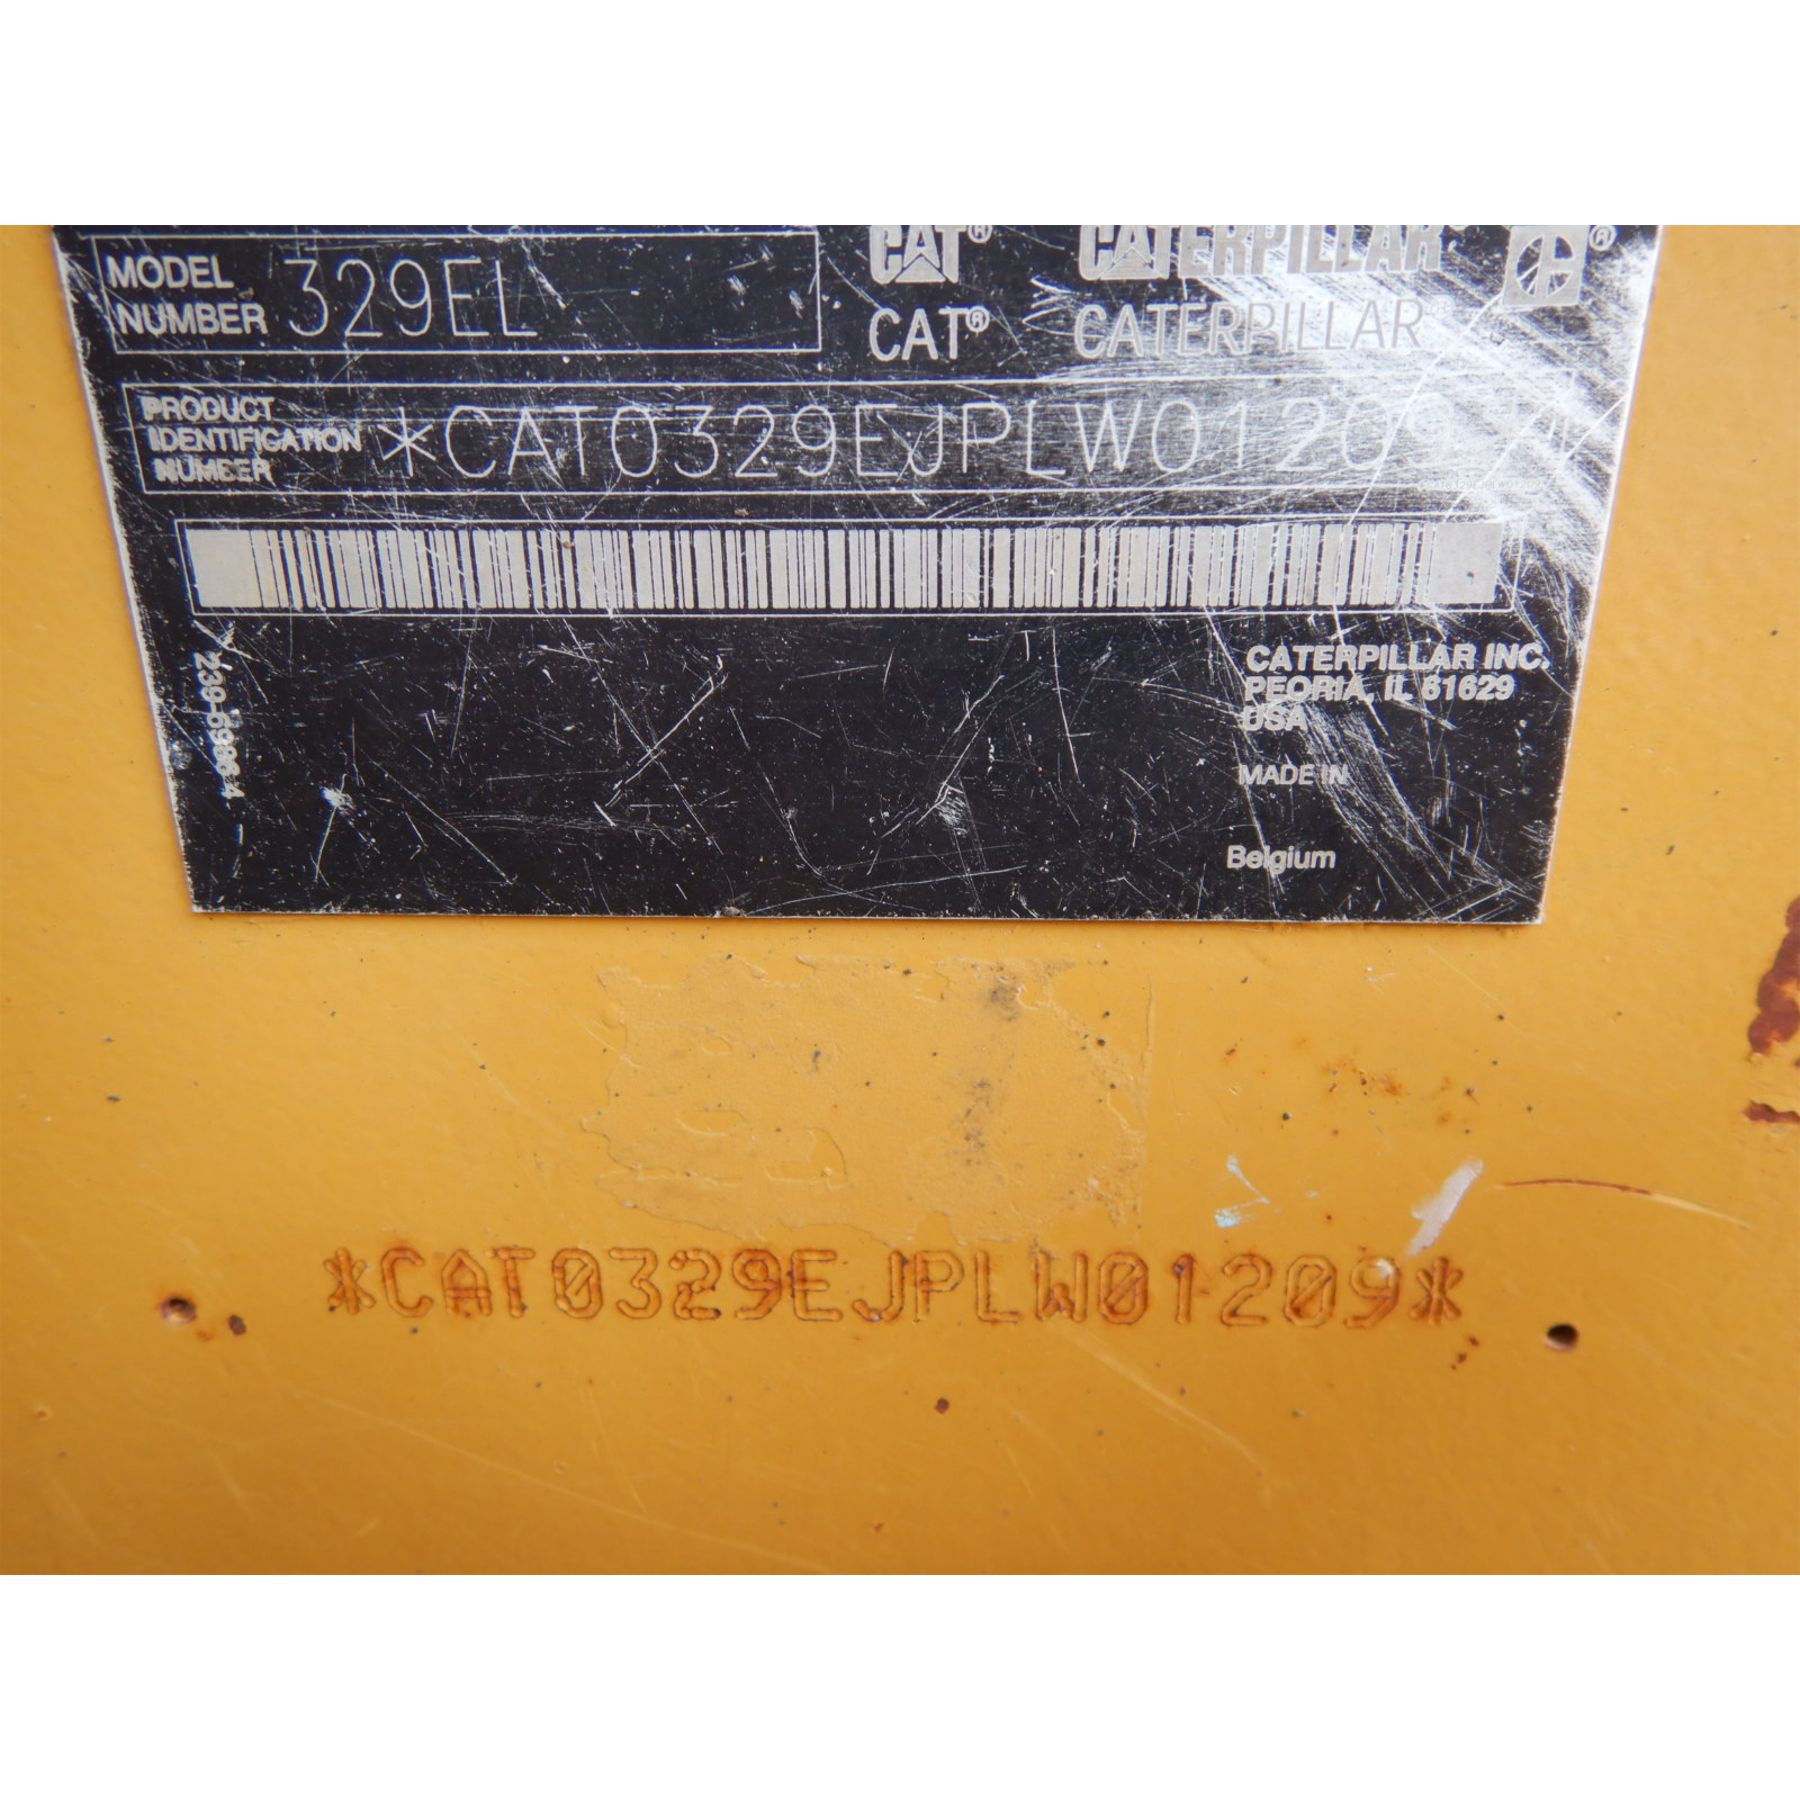 MODEL NUMBER 329EL
CAT® CATERPILLAR® ®
CAT® CATERPILLAR®
PRODUCT IDENTIFICATION NUMBER *CAT0329EJPLW01209
CATERPILLAR INC.
PEORIA, IL 61629
USA
MADE IN
Belgium
*CAT0329EJPLW01209*